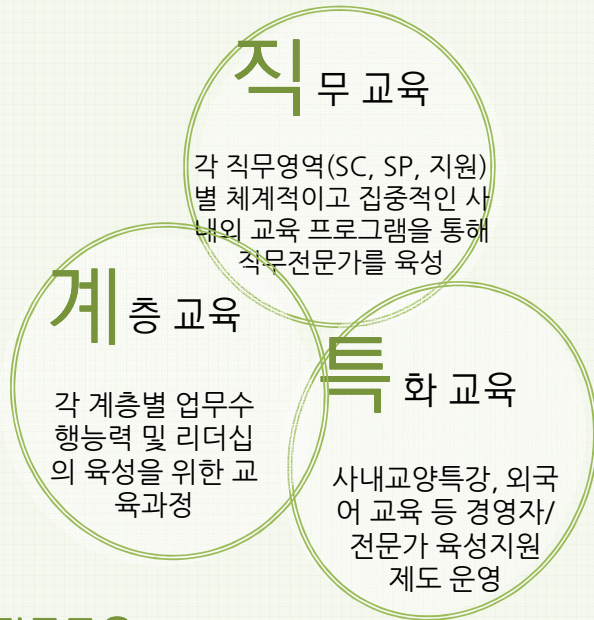 직무 교육
각 직무영역(SC, SP, 지원)
별 체계적이고 집중적인 사
내외 교육 프로그램을 통해
직무전문가를 육성
계층 교육
각 계층별 업무수
행능력 및 리더십
의 육성을 위한 교
육과정
특화 교육
사내교양특강, 외국
어 교육 등 경영자/
전문가 육성지원
제도 운영